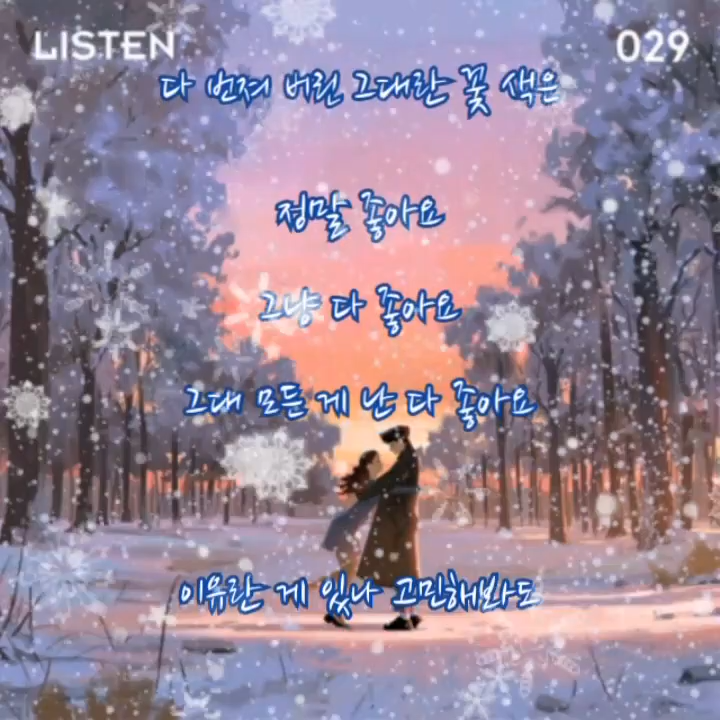 LISTEN
029
다 번져 버린 그대란 꽃 색은
정말 좋아요
그냥 다 좋아요
그대 모든 게 난 다 좋아요
이유란 게 있나 고민해봐도